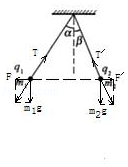 α
β
T
T′
q₁
q₂
F
F′
m₁g
m₂g